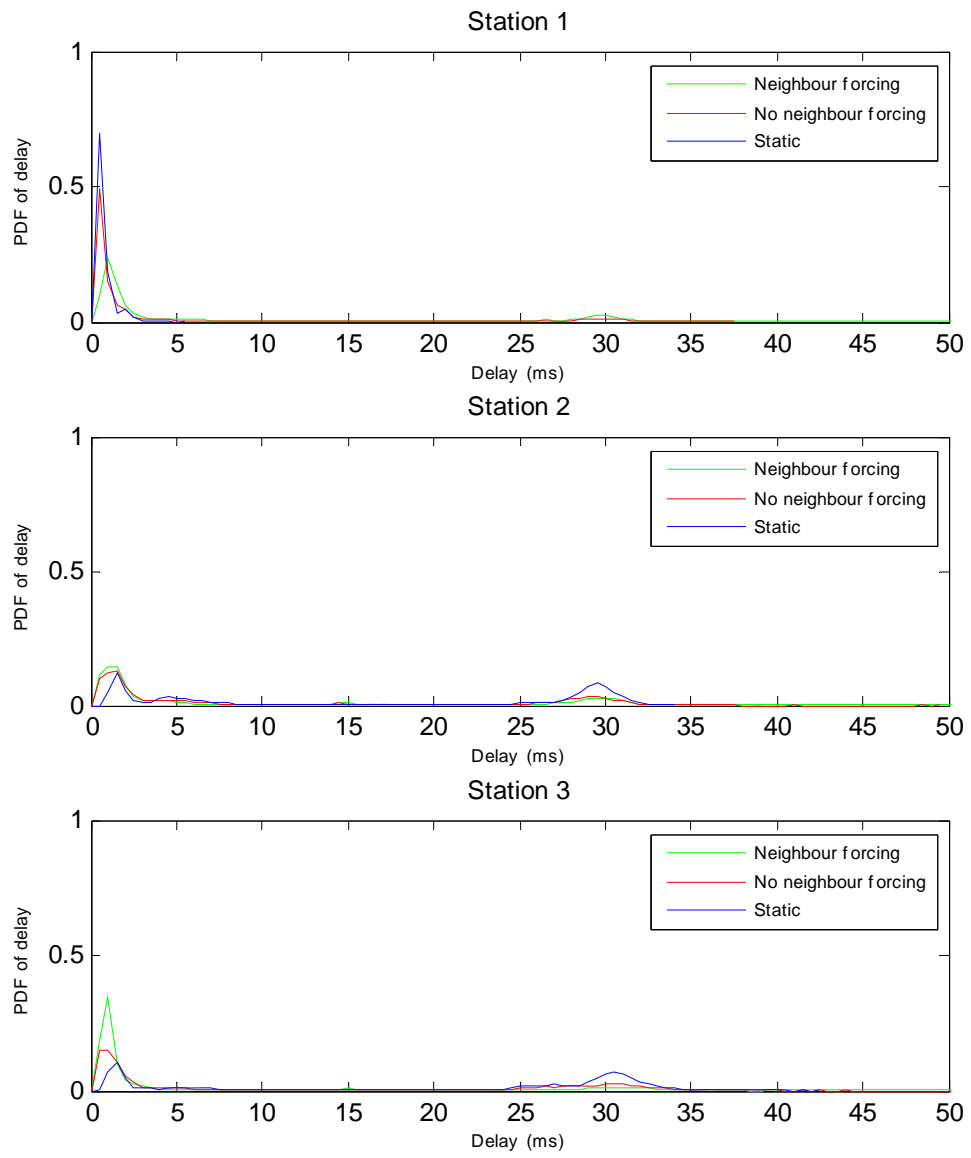 Station 1
1
0.5
0
PDF of delay
Neighbour forcing
No neighbour forcing
Static
0 5 10 15 20 25 30 35 40 45 50
Delay (ms)
Station 2
1
0.5
0
PDF of delay
Neighbour forcing
No neighbour forcing
Static
0 5 10 15 20 25 30 35 40 45 50
Delay (ms)
Station 3
1
0.5
0
PDF of delay
Neighbour forcing
No neighbour forcing
Static
0 5 10 15 20 25 30 35 40 45 50
Delay (ms)